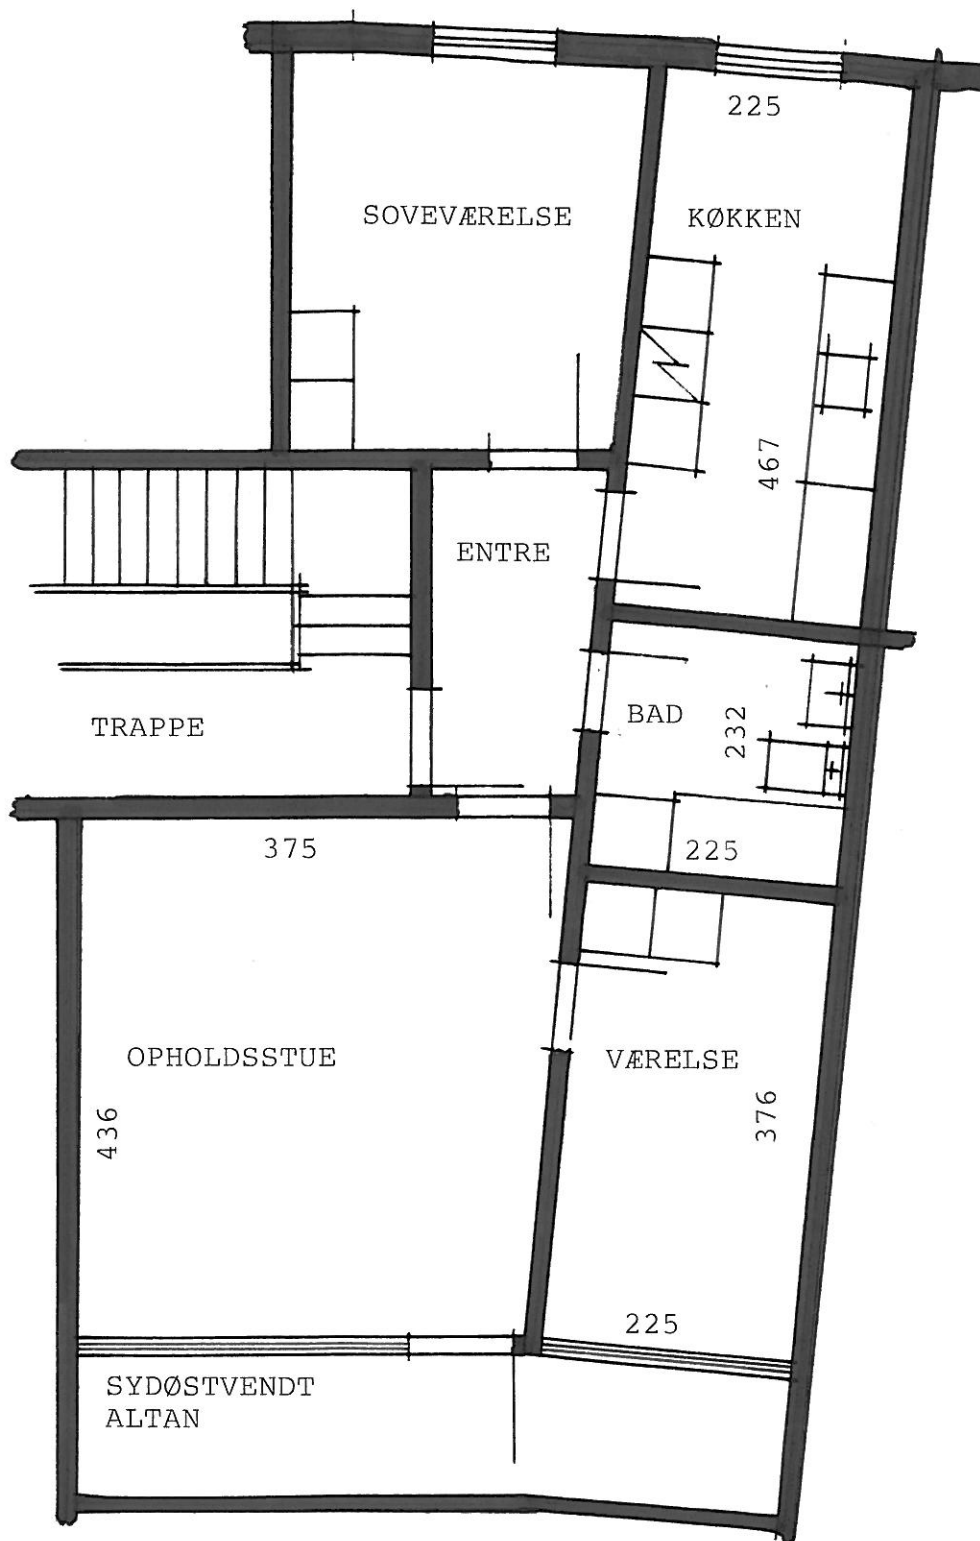 225
SOVEVÆRELSE
KØKKEN
467
ENTRE
TRAPPE
BAD
232
375
225
OPHOLDSSTUE
VÆRELSE
436
376
225
SYDØSTVENDT
ALTAN